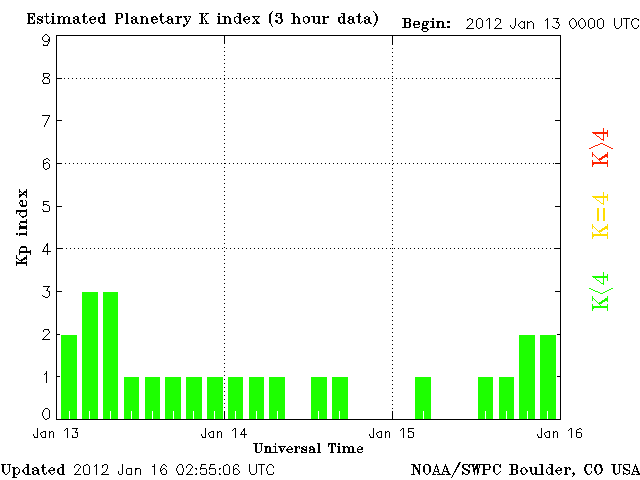 Estimated Planetary K index (3 hour data) Begin: 2012 Jan 13 0000 UTC
9
8
7
6
5
4
3
2
1
0
Kp index
K>4
K=4
K<4
Jan 13 Jan 14 Jan 15 Jan 16
Universal Time
Updated 2012 Jan 16 02:55:06 UTC NOAA/SWPC Boulder, CO USA